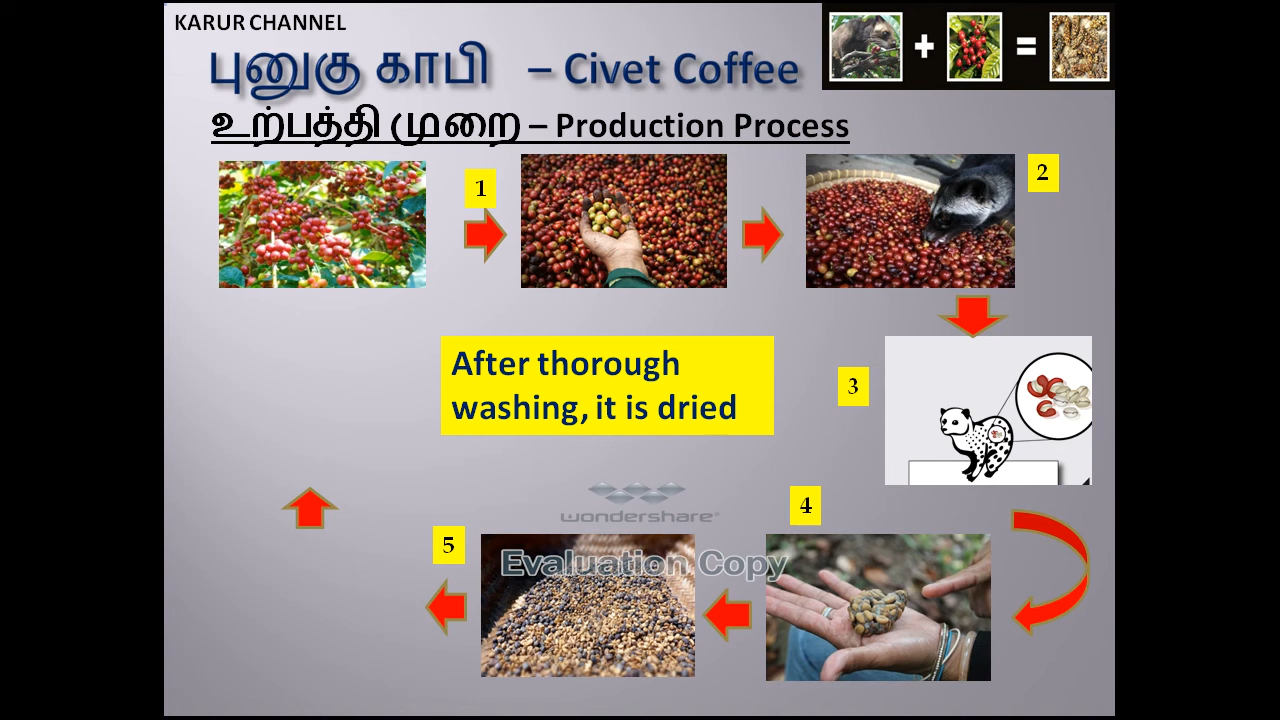 KARUR CHANNEL
புனுகு காபி – Civet Coffee
உற்பத்தி முறை – Production Process
1
2
After thorough
washing, it is dried
3
4
wondershare®
5
Evaluation Copy